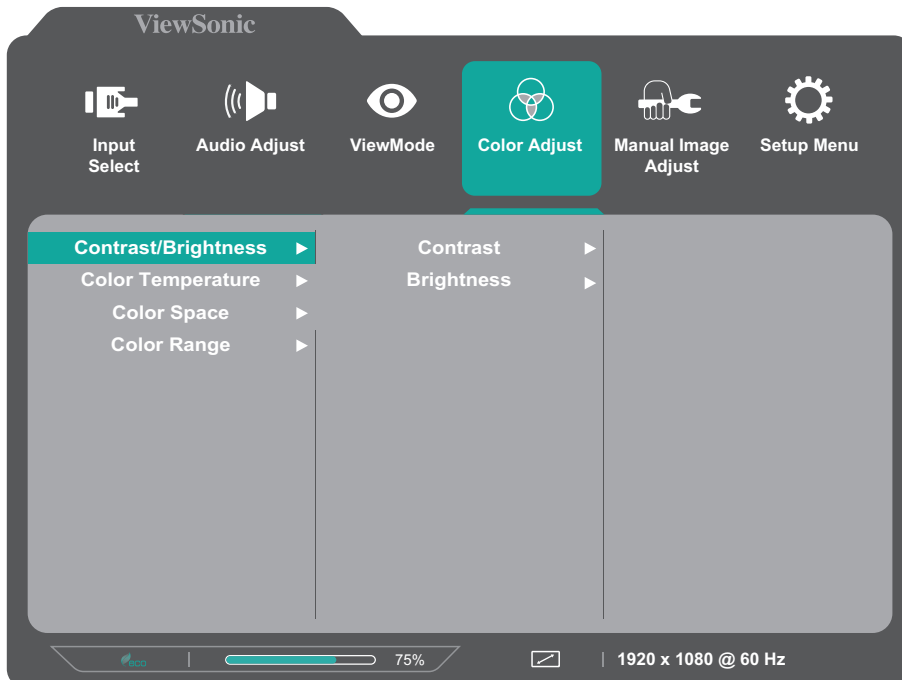 ViewSonic
Input
Select
Audio Adjust
ViewMode
Color Adjust
Manual Image
Adjust
Setup Menu
Contrast/Brightness
Contrast
Color Temperature
Brightness
Color Space
Color Range
eco
75%
1920 x 1080 @ 60 Hz